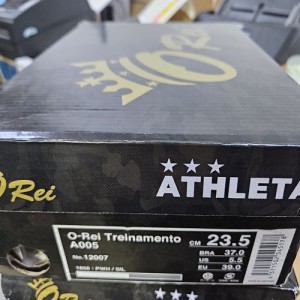 O Rei
O Rei
ATHLETA
O-Rei Treinamento
A005
No.12007
CM 23.5
BRA 37.0
US 5.5
EU 39.0